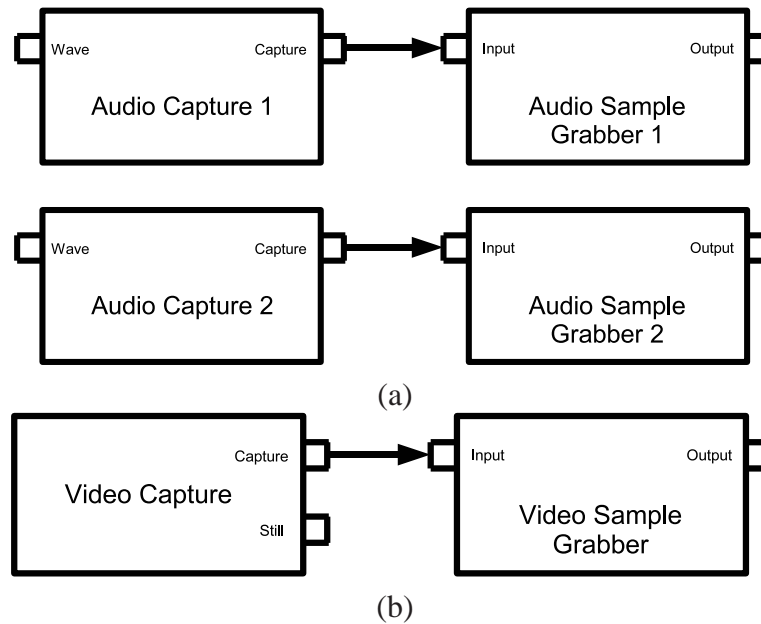 Wave Capture Input Output
Audio Capture 1
Audio Sample
Grabber 1
Wave Capture Input Output
Audio Capture 2
Audio Sample
Grabber 2
(a)
Capture Input Output
Video Capture
Still
Video Sample
Grabber
(b)